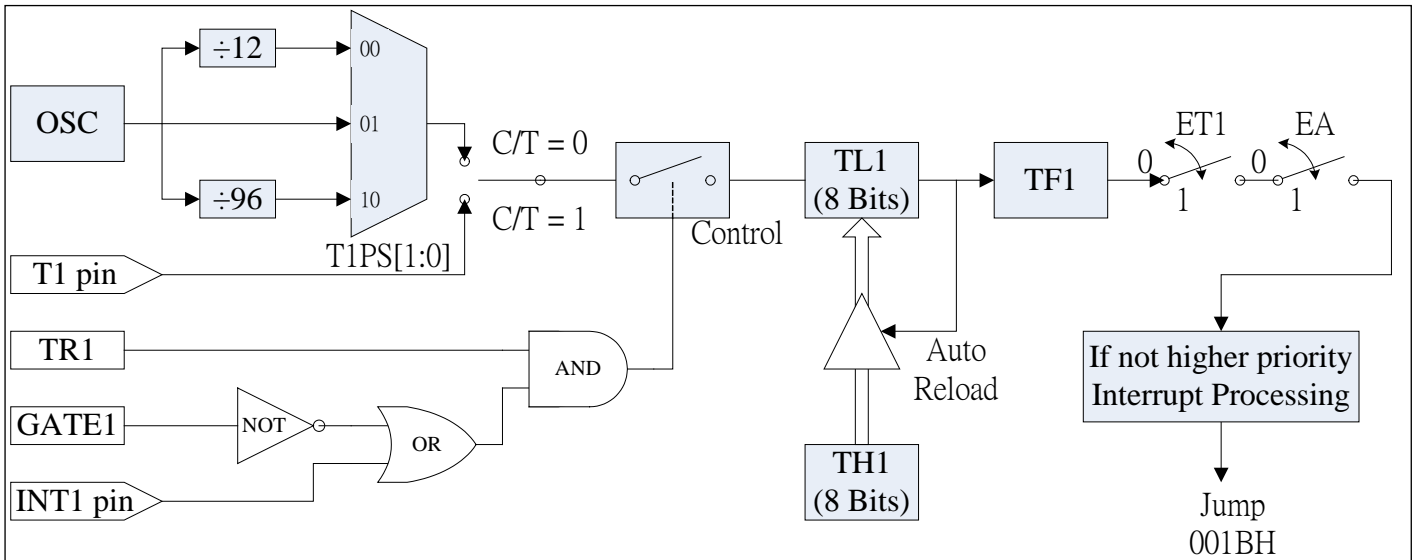 ÷12
00
OSC
01
÷96
10
T1PS[1:0]
C/T = 0
C/T = 1
Control
TL1
(8 Bits)
TF1
ET1
0
1
EA
0
1
T1 pin
TR1
AND
GATE1
NOT
OR
INT1 pin
Auto
Reload
TH1
(8 Bits)
If not higher priority
Interrupt Processing
Jump
001BH